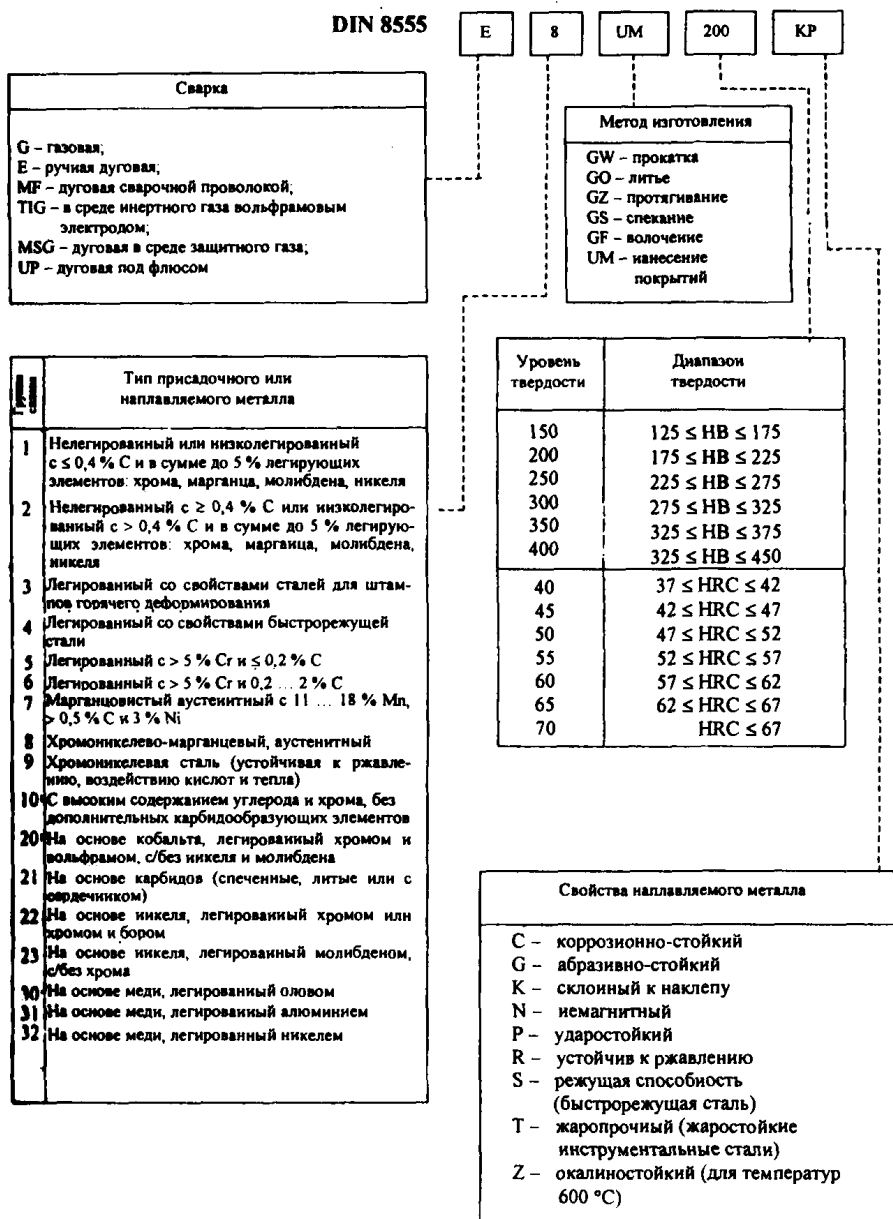 DIN 8555 E 8 UM 200 KP
Сварка
G – газовая;
E – ручная дуговая;
MF – дуговая сварочной проволокой;
TIG – в среде инертного газа вольфрамовым
электродом;
MSG – дуговая в среде защитного газа;
UP – дуговая под флюсом
Метод изготовления
GW – прокатка
GO – литье
GZ – протягивание
GS – спекание
GF – волочение
UM – нанесение
покрытий
Группа сплава
Тип присадочного или
наплавляемого металла
1 Нелегированный или низколегированный
с ≤ 0,4 % С и в сумме до 5 % легирующих
элементов: хрома, марганца, молибдена, никеля
2 Нелегированный с ≥ 0,4 % С или низколегиро-
ванный с > 0,4 % С и в сумме до 5 % легирую-
щих элементов: хрома, марганца, молибдена,
никеля
3 Легированный со свойствами сталей для штам-
пов горячего деформирования
4 Легированный со свойствами быстрорежущей
стали
5 Легированный с > 5 % Cr и ≤ 0,2 % С
6 Легированный с > 5 % Cr и 0,2 ... 2 % С
7 Марганцовистый аустенитный с 11 ... 18 % Mn,
> 0,5 % С и 3 % Ni
8 Хромоникелево-марганцевый, аустенитный
9 Хромоникелевая сталь (устойчивая к ржавле-
нию, воздействию кислот и тепла)
10 С высоким содержанием углерода и хрома, без
дополнительных карбидообразующих элементов
20 На основе кобальта, легированный хромом и
вольфрамом, с/без никеля и молибдена
21 На основе карбидов (спеченные, литые или с
сердечником)
22 На основе никеля, легированный хромом или
хромом и бором
23 На основе никеля, легированный молибденом,
с/без хрома
30 На основе меди, легированный оловом
31 На основе меди, легированный алюминием
32 На основе меди, легированный никелем
Уровень твердости
Диапазон твердости
150 125 ≤ HB ≤ 175
200 175 ≤ HB ≤ 225
250 225 ≤ HB ≤ 275
300 275 ≤ HB ≤ 325
350 325 ≤ HB ≤ 375
400 325 ≤ HB ≤ 450
40 37 ≤ HRC ≤ 42
45 42 ≤ HRC ≤ 47
50 47 ≤ HRC ≤ 52
55 52 ≤ HRC ≤ 57
60 57 ≤ HRC ≤ 62
65 62 ≤ HRC ≤ 67
70 HRC ≤ 67
Свойства наплавляемого металла
C – коррозионно-стойкий
G – абразивно-стойкий
K – склонный к наклепу
N – немагнитный
P – ударостойкий
R – устойчив к ржавлению
S – режущая способность
(быстрорежущая сталь)
T – жаропрочный (жаростойкие
инструментальные стали)
Z – окалиностойкий (для температур
600 °C)